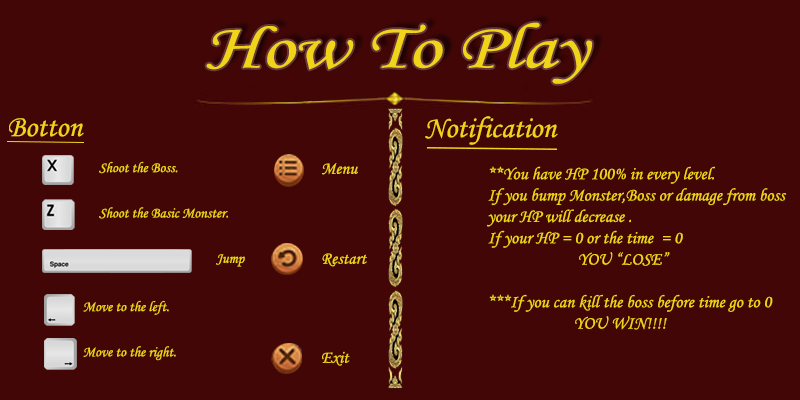 How To Play
Botton
X
Shoot the Boss.
Z
Shoot the Basic Monster.
Space
Jump
←
Move to the left.
→
Move to the right.
Menu
Restart
Exit
Notification
**You have HP 100% in every level.
If you bump Monster,Boss or damage from boss
your HP will decrease .
If your HP = 0 or the time = 0
YOU “LOSE”
***If you can kill the boss before time go to 0
YOU WIN!!!!